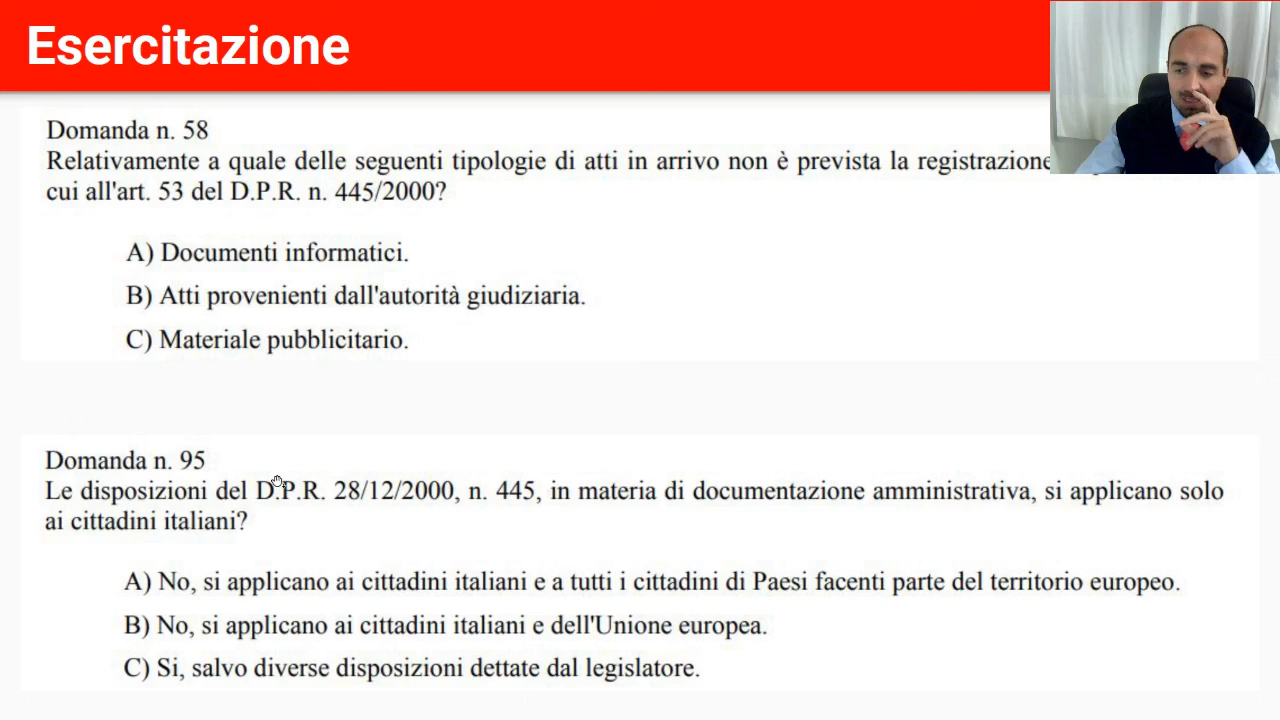 Esercitazione
Domanda n. 58
Relativamente a quale delle seguenti tipologie di atti in arrivo non è prevista la registrazione
cui all'art. 53 del D.P.R. n. 445/2000?
A) Documenti informatici.
B) Atti provenienti dall'autorità giudiziaria.
C) Materiale pubblicitario.
Domanda n. 95
Le disposizioni del D.P.R. 28/12/2000, n. 445, in materia di documentazione amministrativa, si applicano solo
ai cittadini italiani?
A) No, si applicano ai cittadini italiani e a tutti i cittadini di Paesi facenti parte del territorio europeo.
B) No, si applicano ai cittadini italiani e dell'Unione europea.
C) Si, salvo diverse disposizioni dettate dal legislatore.